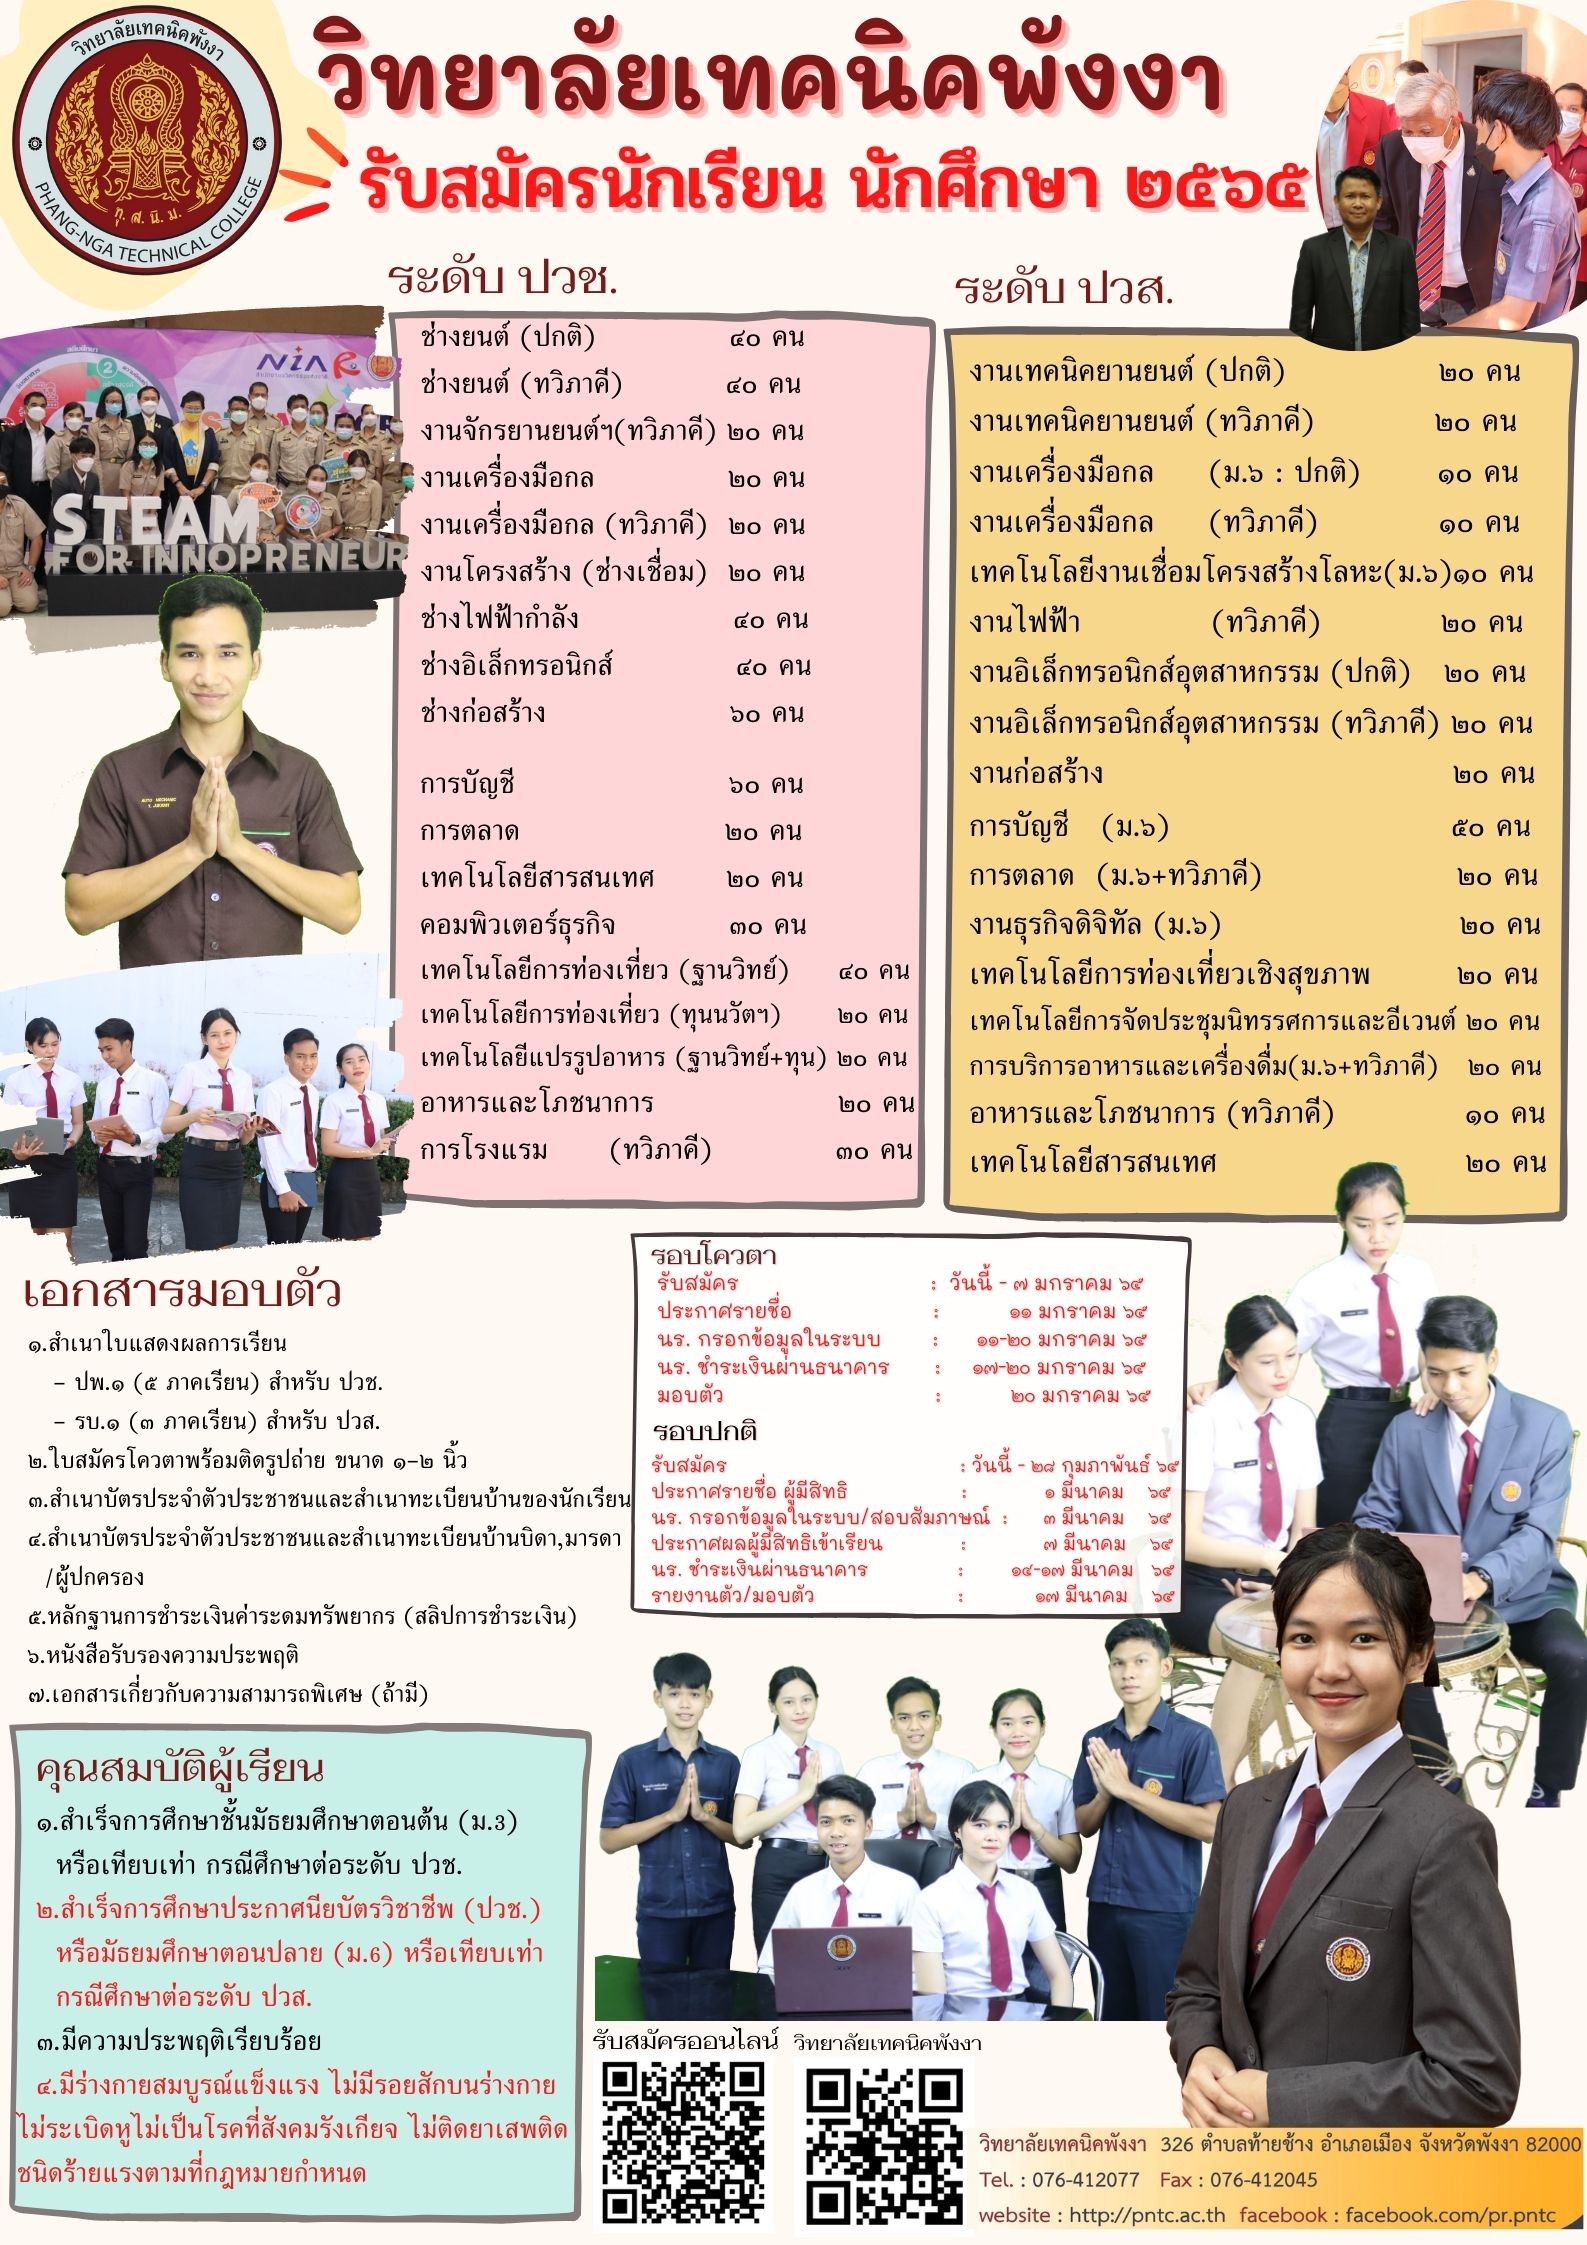 วิทยาลัยเทคนิคพังงา
PHANG-NGA TECHNICAL COLLEGE
กุ. ส. นิ. ม.
วิทยาลัยเทคนิคพังงา
รับสมัครนักเรียน นักศึกษา ๒๕๖๕
NiA
STEAM
FOR INNOPRENEUR
ระดับ ปวช.
ช่างยนต์ (ปกติ) ๔๐ คน
ช่างยนต์ (ทวิภาคี) ๔๐ คน
งานจักรยานยนต์ฯ(ทวิภาคี) ๒๐ คน
งานเครื่องมือกล ๒๐ คน
งานเครื่องมือกล (ทวิภาคี) ๒๐ คน
งานโครงสร้าง (ช่างเชื่อม) ๒๐ คน
ช่างไฟฟ้ากำลัง ๔๐ คน
ช่างอิเล็กทรอนิกส์ ๔๐ คน
ช่างก่อสร้าง ๖๐ คน
การบัญชี ๖๐ คน
การตลาด ๒๐ คน
เทคโนโลยีสารสนเทศ ๒๐ คน
คอมพิวเตอร์ธุรกิจ ๓๐ คน
เทคโนโลยีการท่องเที่ยว (ฐานวิทย์) ๔๐ คน
เทคโนโลยีการท่องเที่ยว (ทุนนวัตฯ) ๒๐ คน
เทคโนโลยีแปรรูปอาหาร (ฐานวิทย์+ทุน) ๒๐ คน
อาหารและโภชนาการ ๒๐ คน
การโรงแรม (ทวิภาคี) ๓๐ คน
ระดับ ปวส.
งานเทคนิคยานยนต์ (ปกติ) ๒๐ คน
งานเทคนิคยานยนต์ (ทวิภาคี) ๒๐ คน
งานเครื่องมือกล (ม.๖ : ปกติ) ๑๐ คน
งานเครื่องมือกล (ทวิภาคี) ๑๐ คน
เทคโนโลยีงานเชื่อมโครงสร้างโลหะ(ม.๖)๑๐ คน
งานไฟฟ้า (ทวิภาคี) ๒๐ คน
งานอิเล็กทรอนิกส์อุตสาหกรรม (ปกติ) ๒๐ คน
งานอิเล็กทรอนิกส์อุตสาหกรรม (ทวิภาคี) ๒๐ คน
งานก่อสร้าง ๒๐ คน
การบัญชี (ม.๖) ๕๐ คน
การตลาด (ม.๖+ทวิภาคี) ๒๐ คน
งานธุรกิจดิจิทัล (ม.๖) ๒๐ คน
เทคโนโลยีการท่องเที่ยวเชิงสุขภาพ ๒๐ คน
เทคโนโลยีการจัดประชุมนิทรรศการและอีเวนต์ ๒๐ คน
การบริการอาหารและเครื่องดื่ม(ม.๖+ทวิภาคี) ๒๐ คน
อาหารและโภชนาการ (ทวิภาคี) ๑๐ คน
เทคโนโลยีสารสนเทศ ๒๐ คน
เอกสารมอบตัว
๑.สำเนาใบแสดงผลการเรียน
– ปพ.๑ (๕ ภาคเรียน) สำหรับ ปวช.
– รบ.๑ (๓ ภาคเรียน) สำหรับ ปวส.
๒.ใบสมัครโควตาพร้อมติดรูปถ่าย ขนาด ๑–๒ นิ้ว
๓.สำเนาบัตรประจำตัวประชาชนและสำเนาทะเบียนบ้านของนักเรียน
๔.สำเนาบัตรประจำตัวประชาชนและสำเนาทะเบียนบ้านบิดา,มารดา
/ผู้ปกครอง
๕.หลักฐานการชำระเงินค่าระดมทรัพยากร (สลิปการชำระเงิน)
๖.หนังสือรับรองความประพฤติ
๗.เอกสารเกี่ยวกับความสามารถพิเศษ (ถ้ามี)
รอบโควตา
รับสมัคร : วันนี้ - ๗ มกราคม ๖๕
ประกาศรายชื่อ : ๑๑ มกราคม ๖๕
นร. กรอกข้อมูลในระบบ : ๑๑-๒๐ มกราคม ๖๕
นร. ชำระเงินผ่านธนาคาร : ๑๗-๒๐ มกราคม ๖๕
มอบตัว : ๒๐ มกราคม ๖๕
รอบปกติ
รับสมัคร : วันนี้ - ๒๘ กุมภาพันธ์ ๖๕
ประกาศรายชื่อ ผู้มีสิทธิ : ๑ มีนาคม ๖๕
นร. กรอกข้อมูลในระบบ/สอบสัมภาษณ์ : ๓ มีนาคม ๖๕
ประกาศผลผู้มีสิทธิเข้าเรียน : ๗ มีนาคม ๖๕
นร. ชำระเงินผ่านธนาคาร : ๑๔-๑๗ มีนาคม ๖๕
รายงานตัว/มอบตัว : ๑๗ มีนาคม ๖๕
คุณสมบัติผู้เรียน
๑.สำเร็จการศึกษาชั้นมัธยมศึกษาตอนต้น (ม.3)
หรือเทียบเท่า กรณีศึกษาต่อระดับ ปวช.
๒.สำเร็จการศึกษาประกาศนียบัตรวิชาชีพ (ปวช.)
หรือมัธยมศึกษาตอนปลาย (ม.6) หรือเทียบเท่า
กรณีศึกษาต่อระดับ ปวส.
๓.มีความประพฤติเรียบร้อย
๔.มีร่างกายสมบูรณ์แข็งแรง ไม่มีรอยสักบนร่างกาย
ไม่ระเบิดหูไม่เป็นโรคที่สังคมรังเกียจ ไม่ติดยาเสพติด
ชนิดร้ายแรงตามที่กฎหมายกำหนด
รับสมัครออนไลน์
วิทยาลัยเทคนิคพังงา
วิทยาลัยเทคนิคพังงา 326 ตำบลท้ายช้าง อำเภอเมือง จังหวัดพังงา 82000
Tel. : 076-412077 Fax : 076-412045
website : http://pntc.ac.th facebook : facebook.com/pr.pntc